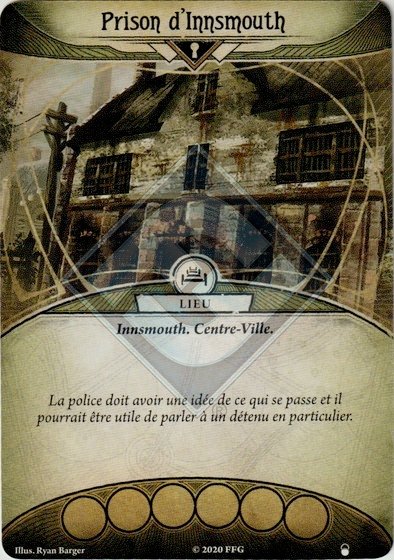 Prison d'Innsmouth
LIEU
Innsmouth. Centre-Ville.
La police doit avoir une idée de ce qui se passe et il
pourrait être utile de parler à un détenu en particulier.
Illus. Ryan Barger
© 2020 FFG